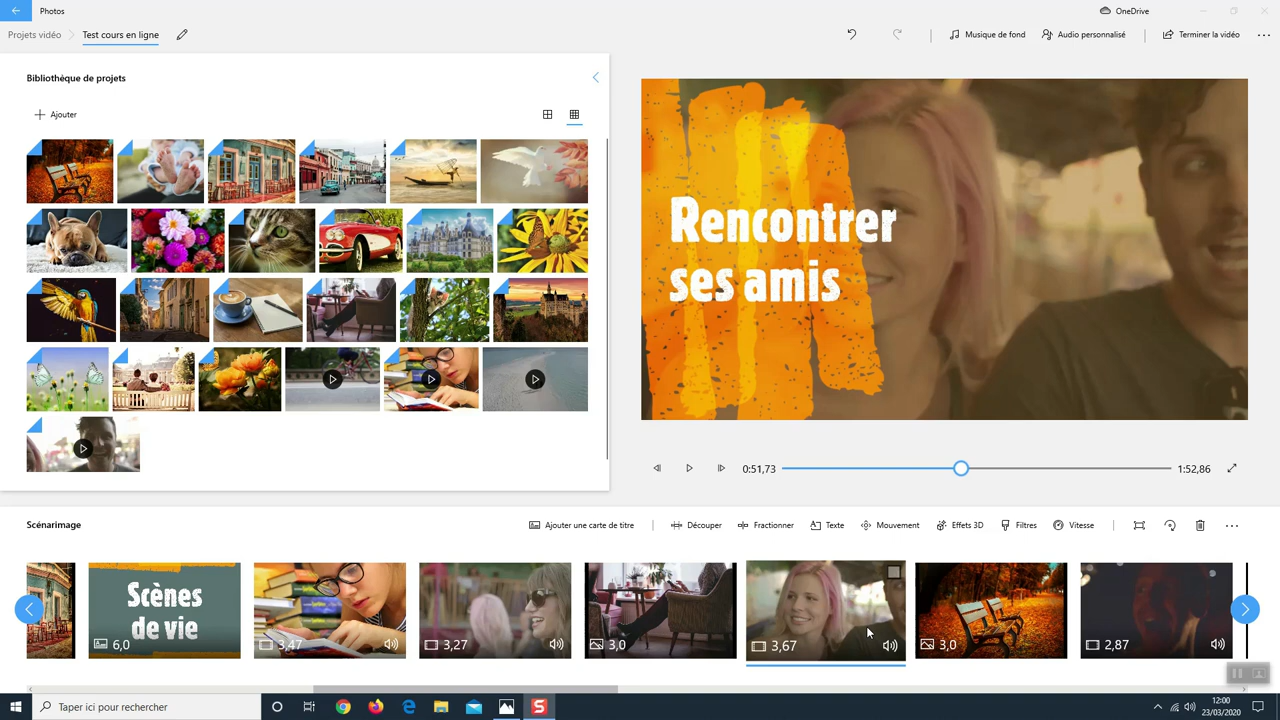 Photos
OneDrive
Projets vidéo
Test cours en ligne
Musique de fond
Audio personnalisé
Terminer la vidéo
Bibliothèque de projets
Ajouter
Rencontrer
ses amis
0:51,73
1:52,86
Scénarimage
Ajouter une carte de titre
Découper
Fractionner
Texte
Mouvement
Effets 3D
Filtres
Vitesse
Scènes
de vie
6,0
3,47
3,27
3,0
3,67
3,0
2,87
Taper ici pour rechercher
12:00
23/03/2020